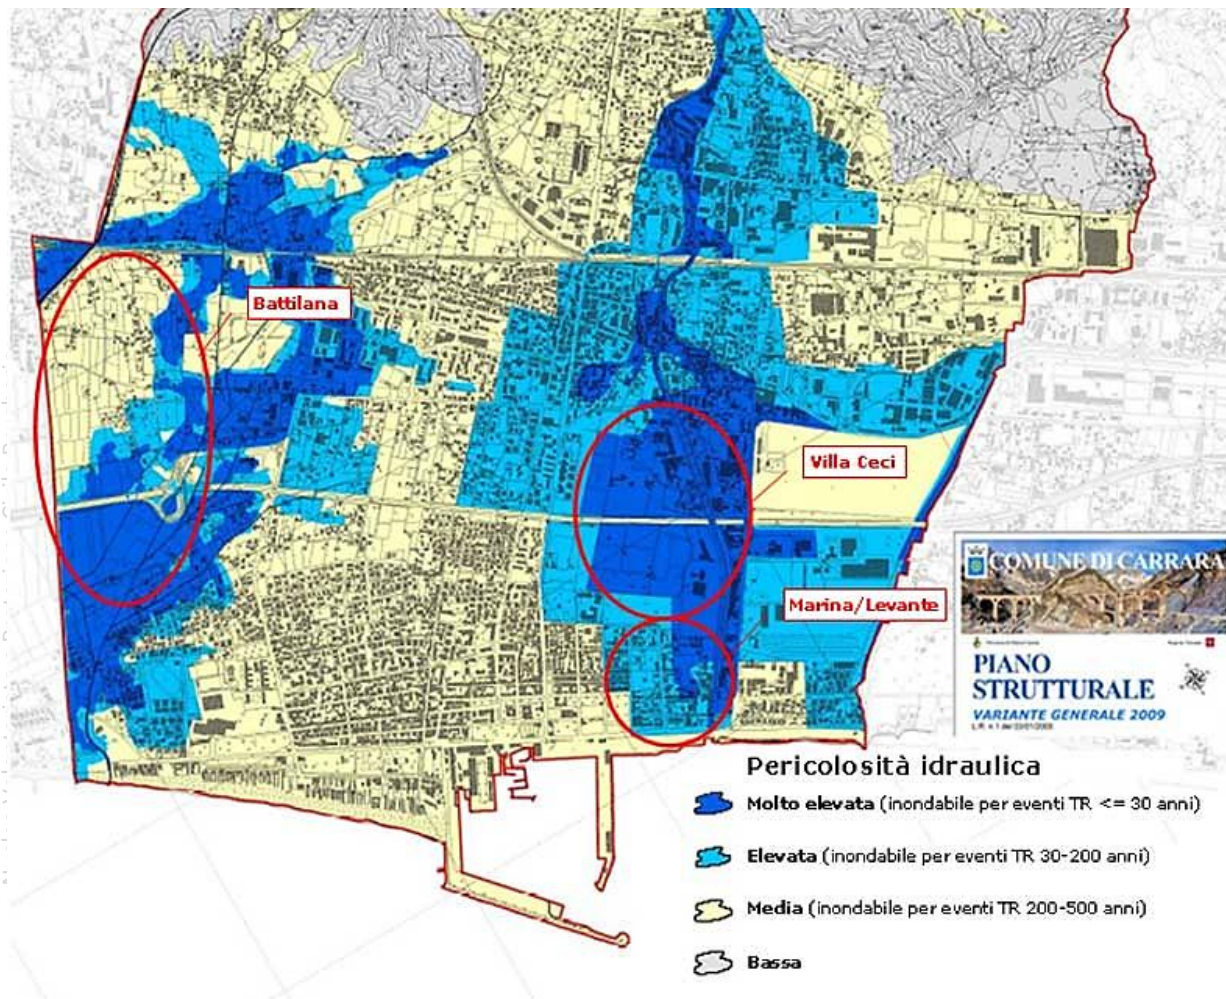 Battilana
Villa Ceci
Marina/Levante
COMUNE DI CARRARA
PIANO
STRUTTURALE
VARIANTE GENERALE 2009
Pericolosità idraulica
Molto elevata (inondabile per eventi TR <= 30 anni)
Elevata (inondabile per eventi TR 30-200 anni)
Media (inondabile per eventi TR 200-500 anni)
Bassa